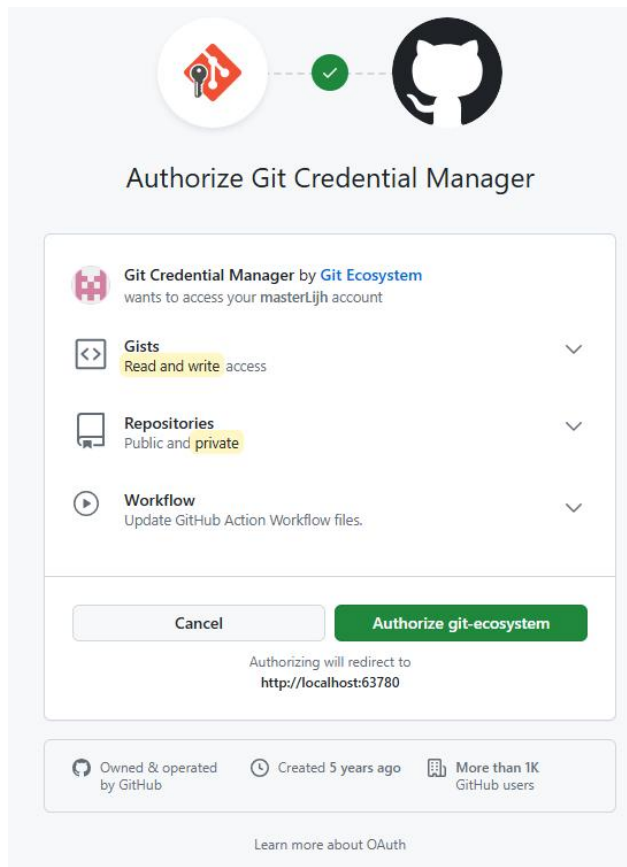 Authorize Git Credential Manager
Git Credential Manager by Git Ecosystem
wants to access your masterLijh account
Gists
Read and write access
Repositories
Public and private
Workflow
Update GitHub Action Workflow files.
Cancel
Authorize git-ecosystem
Authorizing will redirect to
http://localhost:63780
Owned & operated
by GitHub
Created 5 years ago
More than 1K
GitHub users
Learn more about OAuth